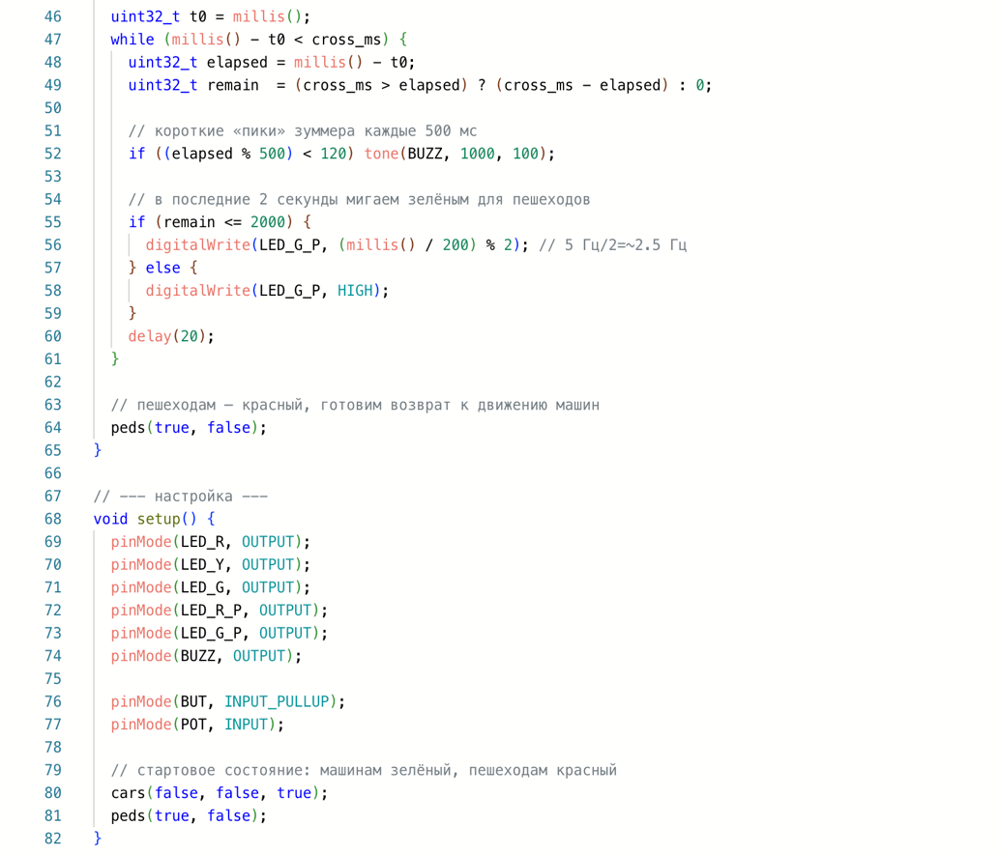 46 uint32_t t0 = millis();
47 while (millis() - t0 < cross_ms) {
48 uint32_t elapsed = millis() - t0;
49 uint32_t remain  = (cross_ms > elapsed) ? (cross_ms - elapsed) : 0;
50
51 // короткие «пики» зуммера каждые 500 мс
52 if ((elapsed % 500) < 120) tone(BUZZ, 1000, 100);
53
54 // в последние 2 секунды мигаем зелёным для пешеходов
55 if (remain <= 2000) {
56 digitalWrite(LED_G_P, (millis() / 200) % 2); // 5 Гц/2=~2.5 Гц
57 } else {
58 digitalWrite(LED_G_P, HIGH);
59 }
60 delay(20);
61 }
62
63 // пешеходам — красный, готовим возврат к движению машин
64 peds(true, false);
65 }
66
67 // --- настройка ---
68 void setup() {
69 pinMode(LED_R, OUTPUT);
70 pinMode(LED_Y, OUTPUT);
71 pinMode(LED_G, OUTPUT);
72 pinMode(LED_R_P, OUTPUT);
73 pinMode(LED_G_P, OUTPUT);
74 pinMode(BUZZ, OUTPUT);
75
76 pinMode(BUT, INPUT_PULLUP);
77 pinMode(POT, INPUT);
78
79 // стартовое состояние: машинам зелёный, пешеходам красный
80 cars(false, false, true);
81 peds(true, false);
82 }